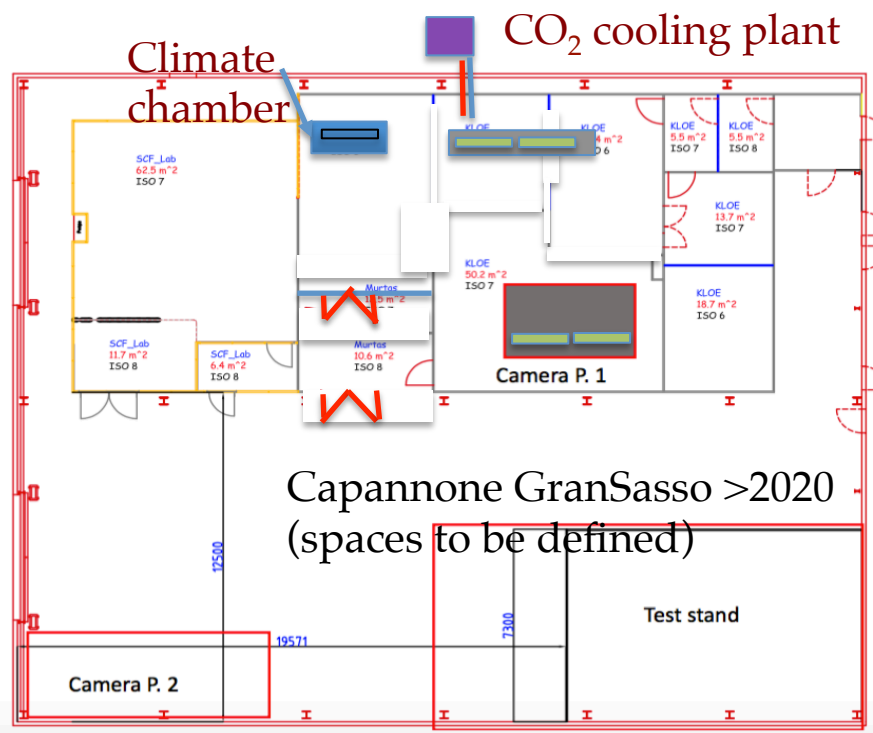 CO2 cooling plant
Climate
chamber
SCF_Lab
62.5 m^2
ISO 7
KLOE
KLOE
4 m^2
6
KLOE
5.5 m^2
ISO 7
KLOE
5.5 m^2
ISO 8
KLOE
13.7 m^2
ISO 7
KLOE
50.2 m^2
ISO 7
KLOE
18.7 m^2
ISO 6
Murtas
5 m^2
SCF_Lab
11.7 m^2
ISO 8
SCF_Lab
6.4 m^2
ISO 8
Murtas
10.6 m^2
ISO 8
Camera P. 1
Capannone GranSasso >2020
(spaces to be defined)
12500
7300
19571
Test stand
Camera P. 2